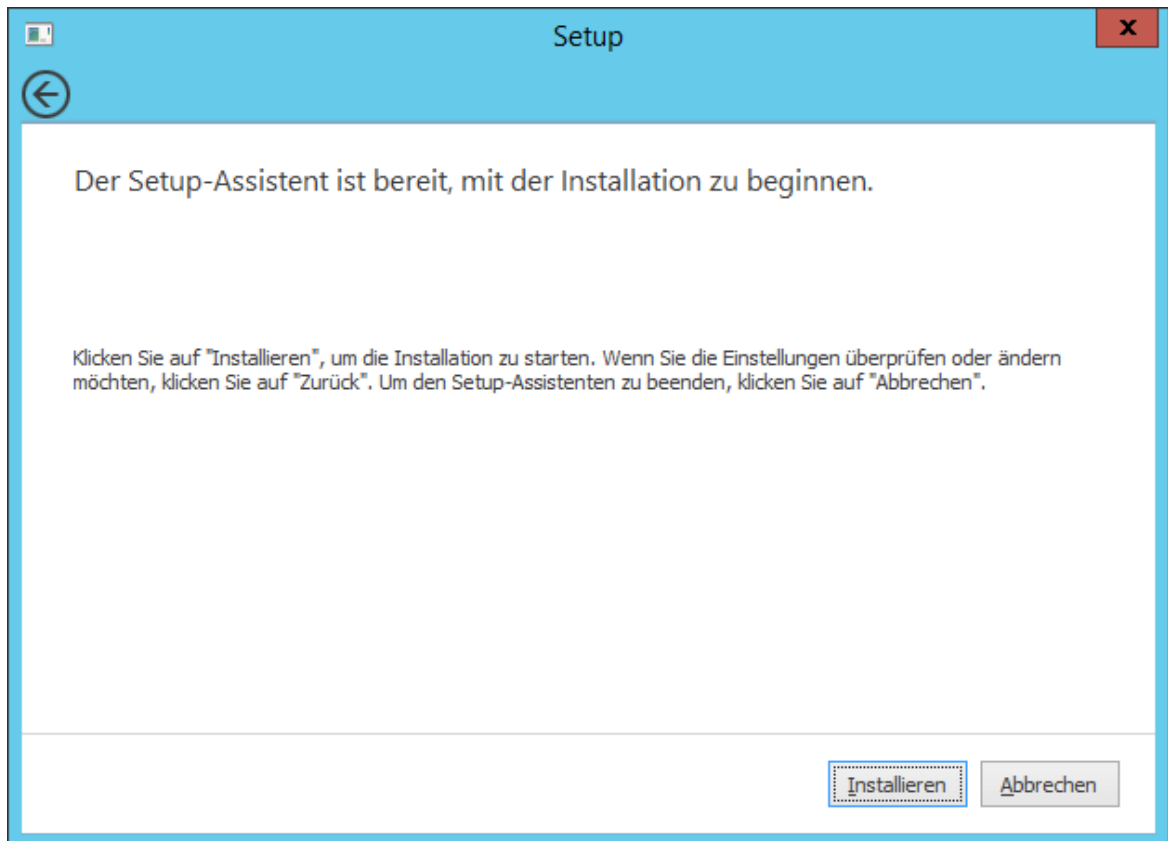 Setup
x
Der Setup-Assistent ist bereit, mit der Installation zu beginnen.
Klicken Sie auf "Installieren", um die Installation zu starten. Wenn Sie die Einstellungen überprüfen oder ändern
möchten, klicken Sie auf "Zurück". Um den Setup-Assistenten zu beenden, klicken Sie auf "Abbrechen".
Installieren
Abbrechen